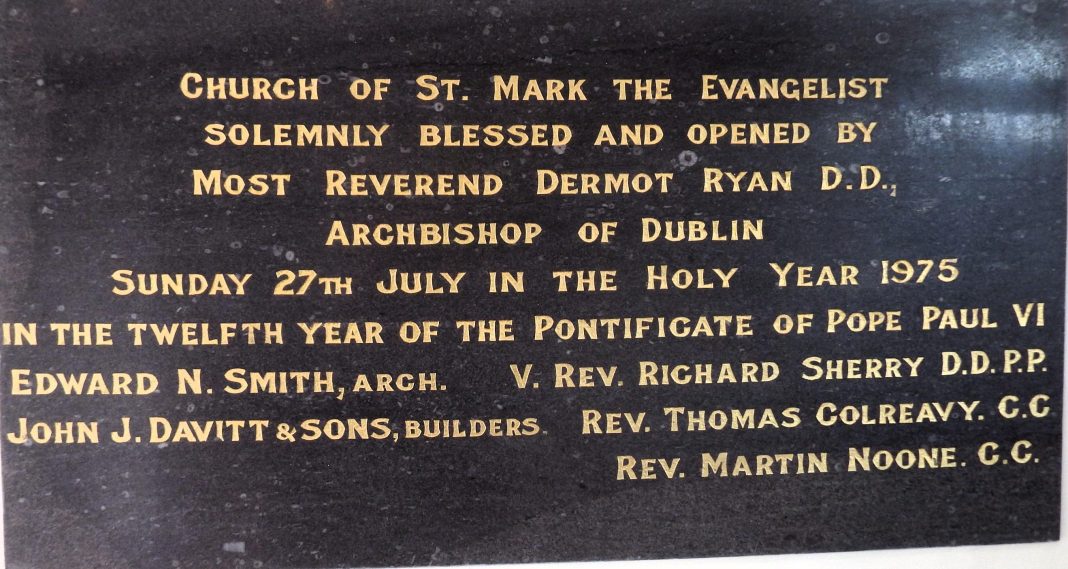 CHURCH OF ST. MARK THE EVANGELIST
SOLEMNLY BLESSED AND OPENED BY
MOST REVEREND DERMOT RYAN D.D.,
ARCHBISHOP OF DUBLIN
SUNDAY 27TH JULY IN THE HOLY YEAR 1975
IN THE TWELFTH YEAR OF THE PONTIFICATE OF POPE PAUL VI
EDWARD N. SMITH, ARCH. V. REV. RICHARD SHERRY D.D. P.P.
JOHN J. DAVITT & SONS, BUILDERS. REV. THOMAS COLREAVY. C.C
REV. MARTIN NOONE. C.C.